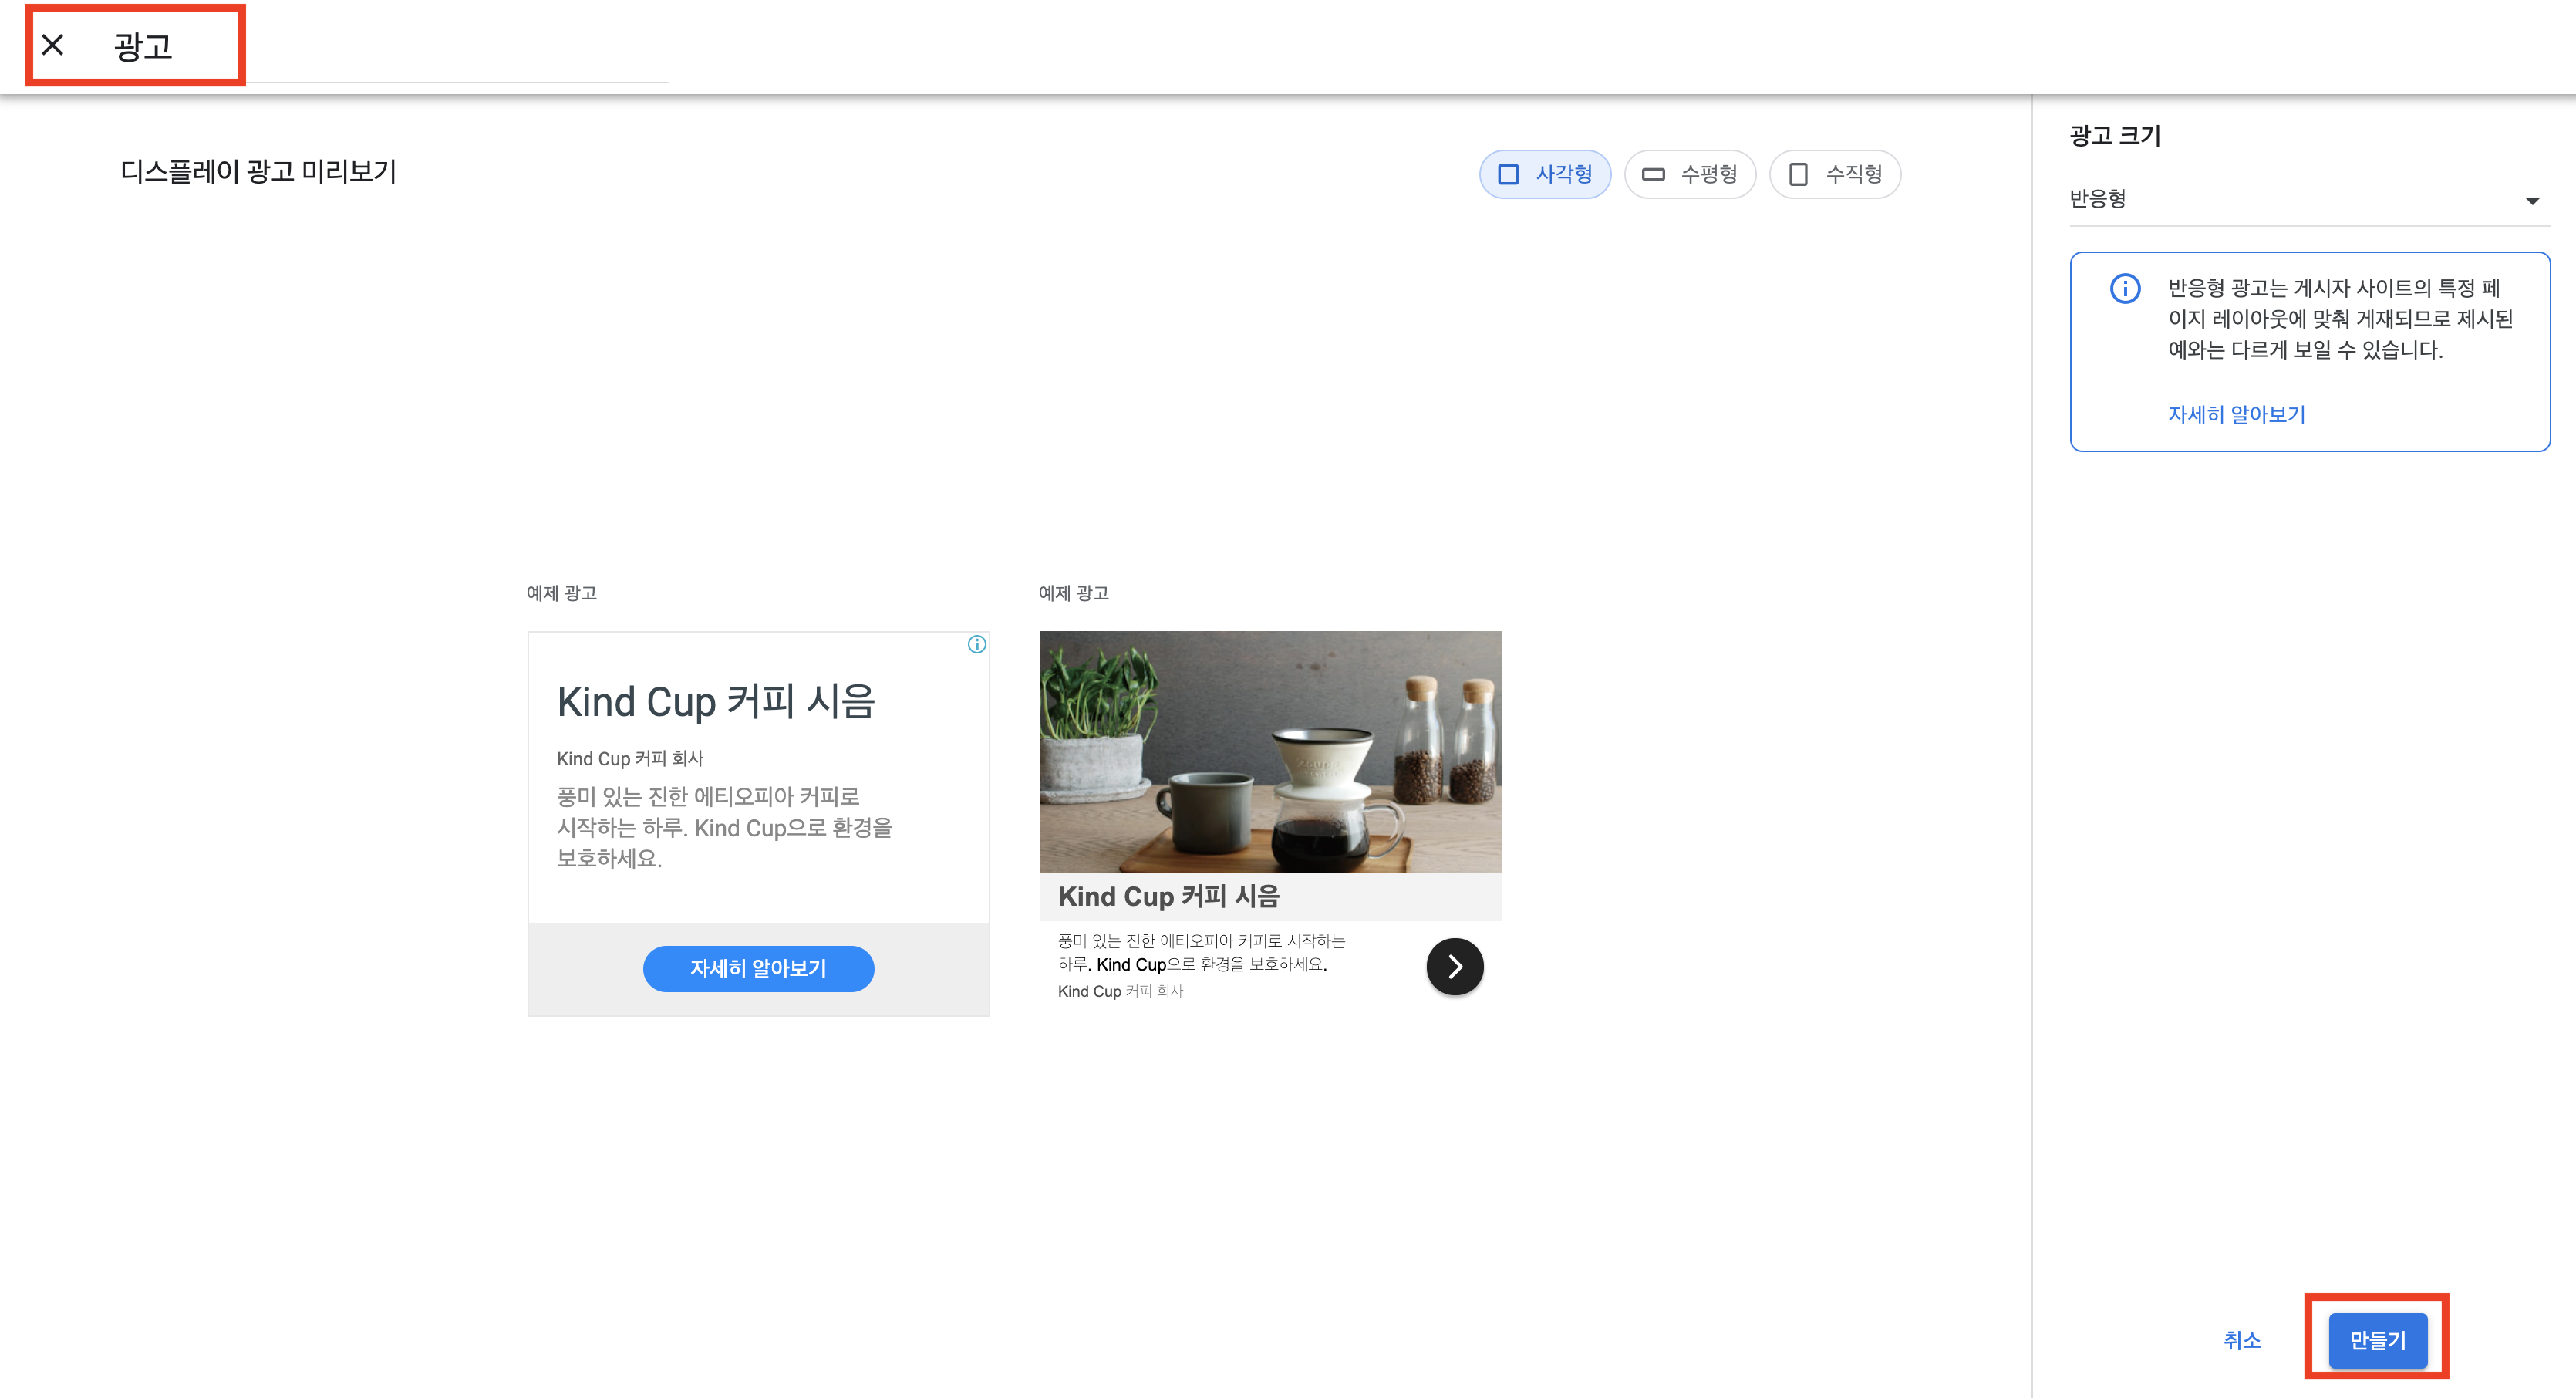 광고
디스플레이 광고 미리보기
사각형
수평형
수직형
예제 광고
Kind Cup 커피 시음
Kind Cup 커피 회사
풍미 있는 진한 에티오피아 커피로
시작하는 하루. Kind Cup으로 환경을
보호하세요.
자세히 알아보기
예제 광고
Kind Cup 커피 시음
풍미 있는 진한 에티오피아 커피로 시작하는
하루. Kind Cup으로 환경을 보호하세요.
Kind Cup 커피 회사
광고 크기
반응형
반응형 광고는 게시자 사이트의 특정 페
이지 레이아웃에 맞춰 게재되므로 제시된
예와는 다르게 보일 수 있습니다.
자세히 알아보기
취소
만들기